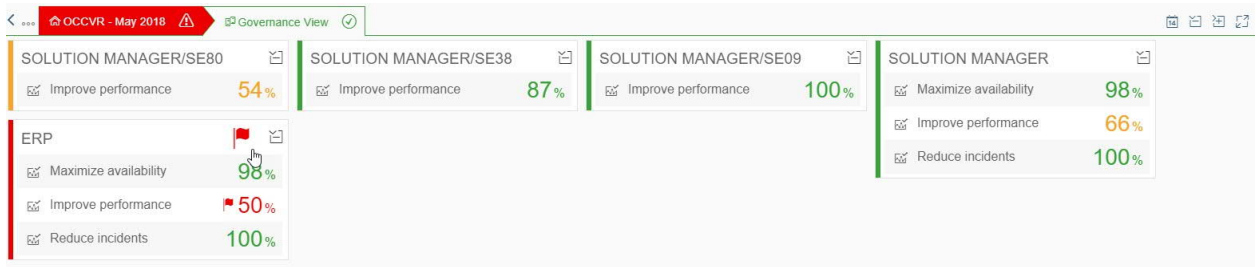 OCCVR - May 2018
Governance View
14
SOLUTION MANAGER/SE80
Improve performance 54%
SOLUTION MANAGER/SE38
Improve performance 87%
SOLUTION MANAGER/SE09
Improve performance 100%
SOLUTION MANAGER
Maximize availability 98%
Improve performance 66%
Reduce incidents 100%
ERP
Maximize availability 98%
Improve performance 50%
Reduce incidents 100%